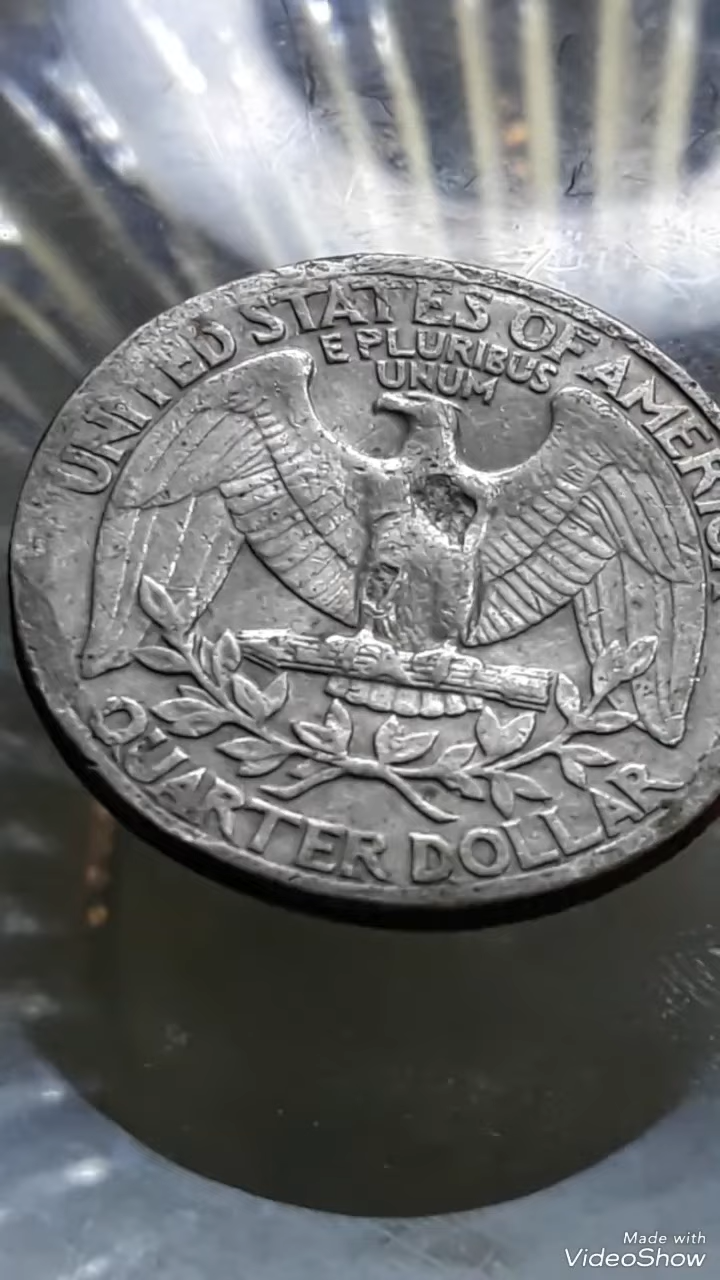 UNITED STATES OF AMERICA
E PLURIBUS
UNUM
QUARTER DOLLAR
Made with
VideoShow